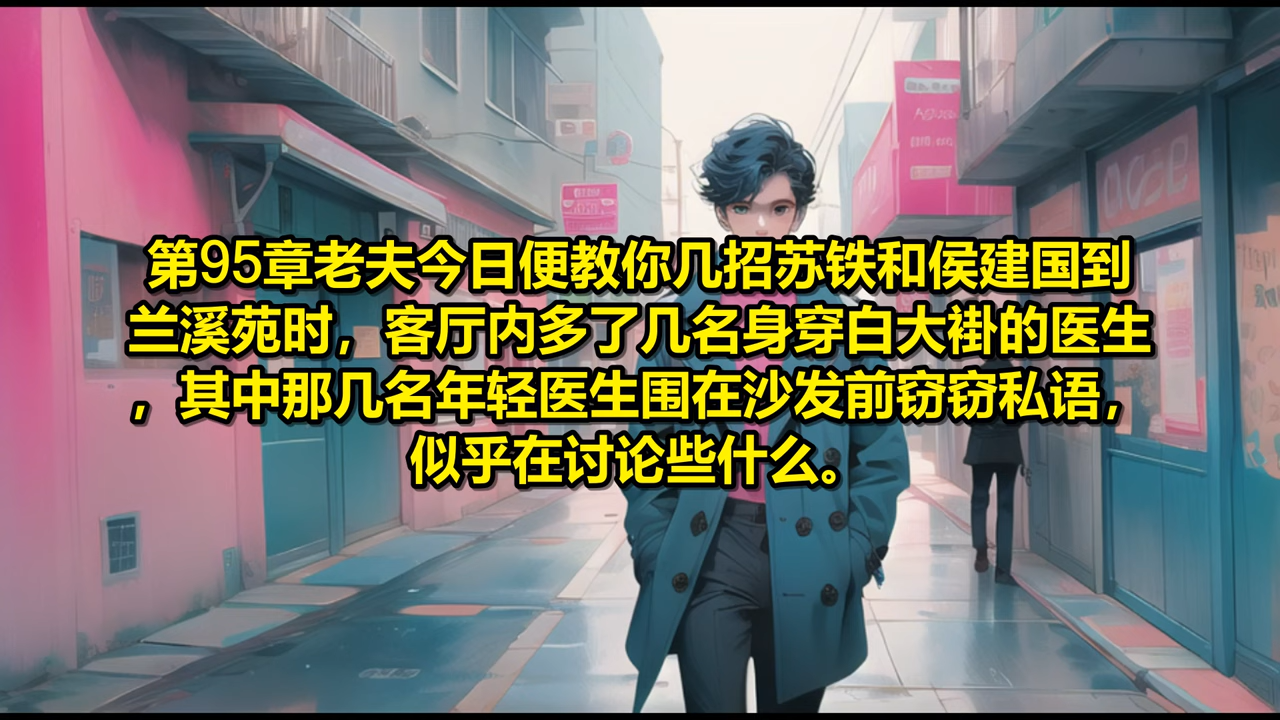 第95章老夫今日便教你几招苏铁和侯建国到
兰溪苑时，客厅内多了几名身穿白大褂的医生
，其中那几名年轻医生围在沙发前窃窃私语，
似乎在讨论些什么。